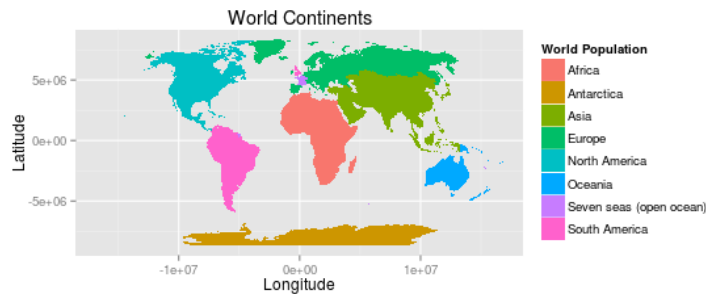 World Continents
World Population
Africa
Antarctica
Asia
Europe
North America
Oceania
Seven seas (open ocean)
South America
Latitude
5e+06
0e+00
-5e+06
-1e+07 0e+00 1e+07
Longitude